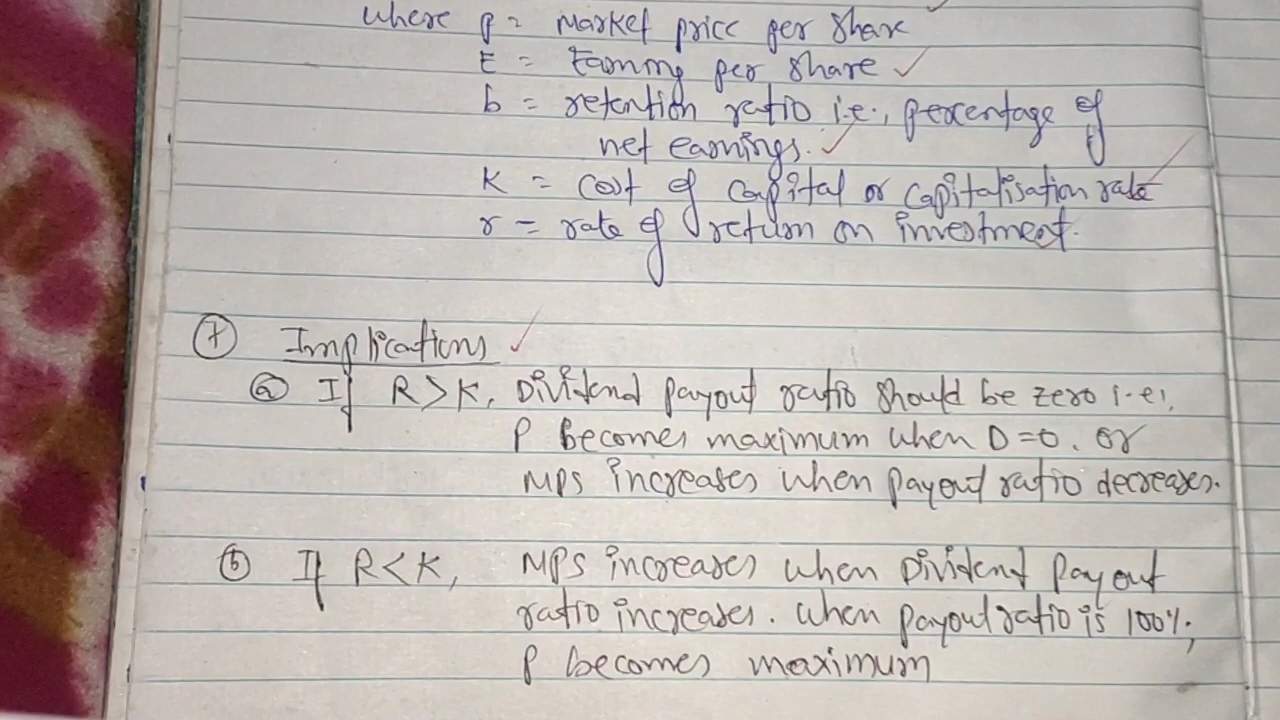 where P = market price per share
E = Earning per share ✓
b = retention ratio i.e., percentage of
net earnings. ✓
K = cost of capital or capitalisation rate
r = rate of return on investment.
⑦ Implications ✓
ⓐ If R > K, Dividend payout ratio should be zero i.e.,
P Becomes maximum when D = 0. or
MPS increases when payout ratio decreases.
ⓑ If R < K, MPS increases when Dividend payout
ratio increases. When payout ratio is 100%,
P becomes maximum